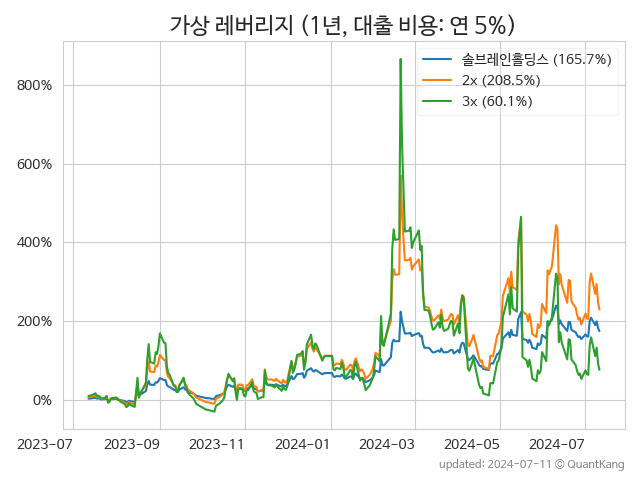 가상 레버리지 (1년, 대출 비용: 연 5%)
솔브레인홀딩스 (165.7%)
2x (208.5%)
3x (60.1%)
800%
600%
400%
200%
0%
2023-07 2023-09 2023-11 2024-01 2024-03 2024-05 2024-07
updated: 2024-07-11 © QuantKang